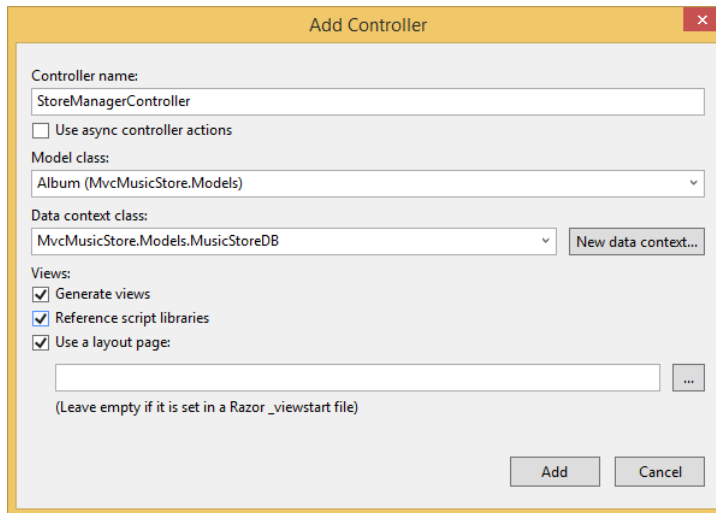 Add Controller
Controller name:
StoreManagerController
Use async controller actions
Model class:
Album (MvcMusicStore.Models)
Data context class:
MvcMusicStore.Models.MusicStoreDB
New data context...
Views:
Generate views
Reference script libraries
Use a layout page:
...
(Leave empty if it is set in a Razor _viewstart file)
Add Cancel